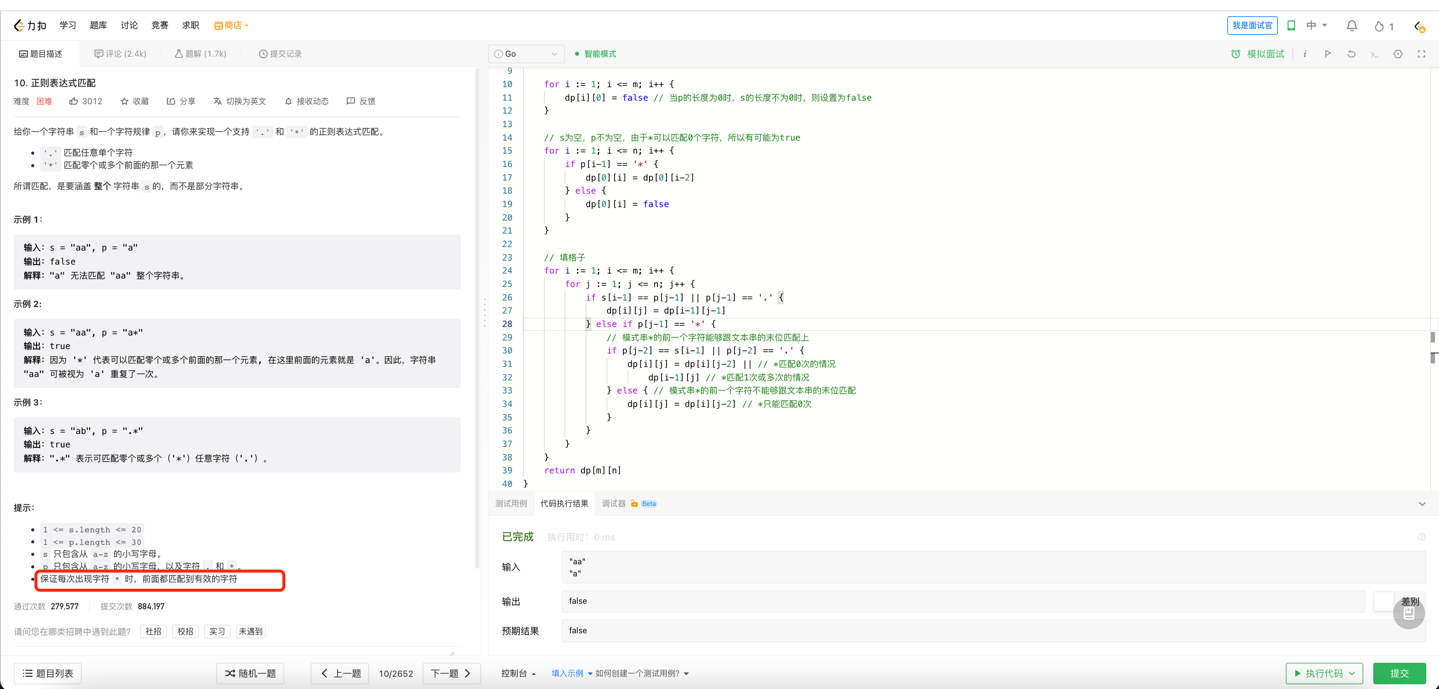 力扣 学习 题库 讨论 竞赛 求职 商店 我是面试官 中 1
题目描述 评论 (2.4k) 题解 (1.7k) 提交记录
Go 智能模式 模拟面试
10. 正则表达式匹配
难度 困难 3012 收藏 分享 切换为英文 接收动态 反馈
给你一个字符串 s 和一个字符规律 p，请你来实现一个支持 '.' 和 '*' 的正则表达式匹配。
'.' 匹配任意单个字符
'*' 匹配零个或多个前面的那一个元素
所谓匹配，是要涵盖 整个 字符串 s 的，而不是部分字符串。
示例 1：
输入：s = "aa", p = "a"
输出：false
解释："a" 无法匹配 "aa" 整个字符串。
示例 2:
输入：s = "aa", p = "a*"
输出：true
解释：因为 '*' 代表可以匹配零个或多个前面的那一个元素, 在这里前面的元素就是 'a'。因此，字符串
"aa" 可被视为 'a' 重复了一次。
示例 3：
输入：s = "ab", p = ".*"
输出：true
解释：".*" 表示可匹配零个或多个（'*'）任意字符（'.'）。
提示：
1 <= s.length <= 20
1 <= p.length <= 30
s 只包含从 a-z 的小写字母。
p 只包含从 a-z 的小写字母，以及字符 . 和 *。
保证每次出现字符 * 时，前面都匹配到有效的字符
通过次数 279,577 提交次数 884,197
请问您在哪类招聘中遇到此题？ 社招 校招 实习 未遇到
题目列表 随机一题 上一题 10/2652 下一题
9
10 for i := 1; i <= m; i++ {
11 dp[i][0] = false // 当p的长度为0时，s的长度不为0时，则设置为false
12 }
13
14 // s为空，p不为空，由于*可以匹配0个字符，所以有可能为true
15 for i := 1; i <= n; i++ {
16 if p[i-1] == '*' {
17 dp[0][i] = dp[0][i-2]
18 } else {
19 dp[0][i] = false
20 }
21 }
22
23 // 填格子
24 for i := 1; i <= m; i++ {
25 for j := 1; j <= n; j++ {
26 if s[i-1] == p[j-1] || p[j-1] == '.' {
27 dp[i][j] = dp[i-1][j-1]
28 } else if p[j-1] == '*' {
29 // 模式串*的前一个字符能够跟文本串的末位匹配上
30 if p[j-2] == s[i-1] || p[j-2] == '.' {
31 dp[i][j] = dp[i][j-2] || // *匹配0次的情况
32 dp[i-1][j] // *匹配1次或多次的情况
33 } else { // 模式串*的前一个字符不能够跟文本串的末位匹配
34 dp[i][j] = dp[i][j-2] // *只能匹配0次
35 }
36 }
37 }
38 }
39 return dp[m][n]
40 }
测试用例 代码执行结果 调试器 Beta
已完成 执行用时：0 ms
输入 "aa"
"a"
输出 false 差别
预期结果 false
控制台 填入示例 如何创建一个测试用例？ 执行代码 提交